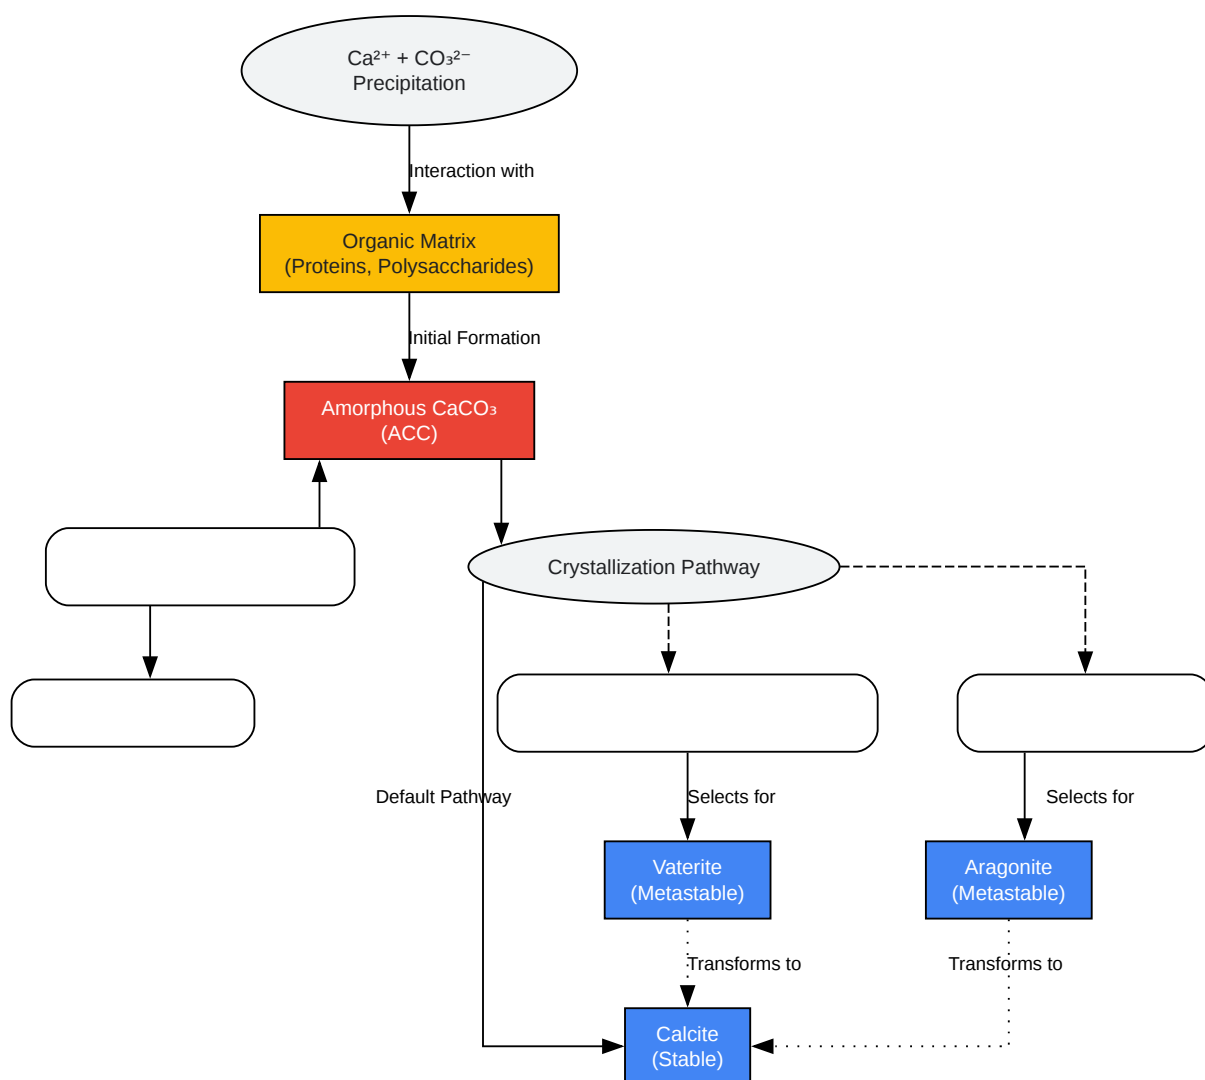 Ca²⁺ + CO₃²⁻
Precipitation
Interaction with
Organic Matrix
(Proteins, Polysaccharides)
Initial Formation
Amorphous CaCO₃
(ACC)
Crystallization Pathway
Default Pathway
Selects for
Selects for
Vaterite
(Metastable)
Aragonite
(Metastable)
Transforms to
Transforms to
Calcite
(Stable)